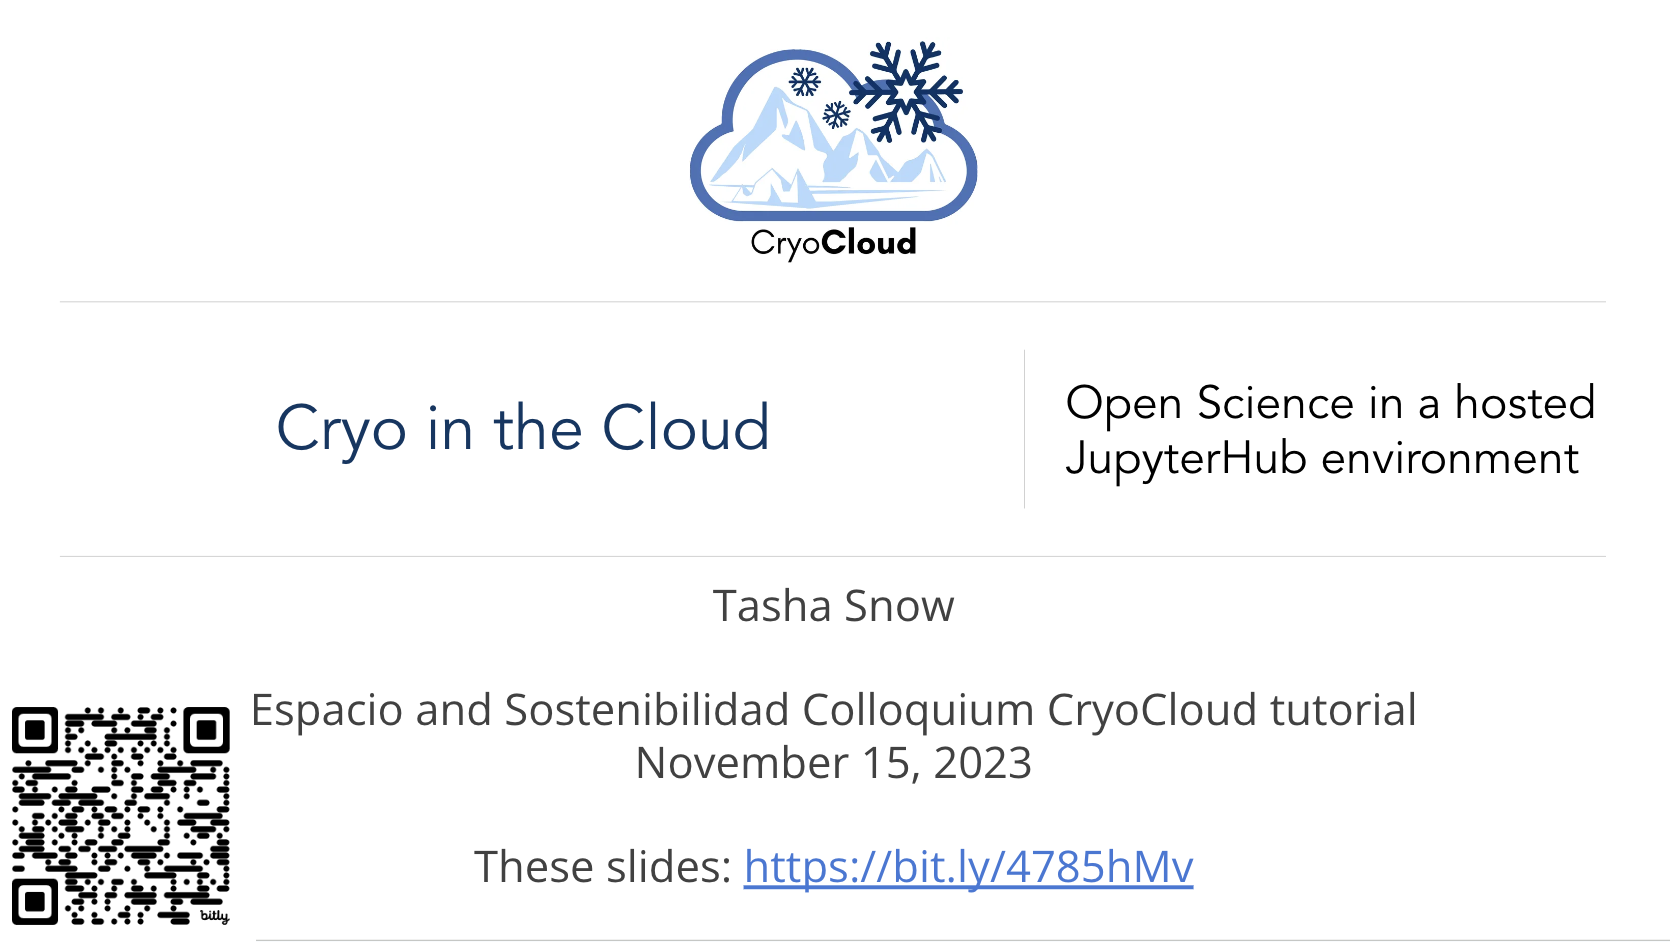 CryoCloud
Cryo in the Cloud
Open Science in a hosted
JupyterHub environment
Tasha Snow
Espacio and Sostenibilidad Colloquium CryoCloud tutorial
November 15, 2023
These slides: https://bit.ly/4785hMv
bitly